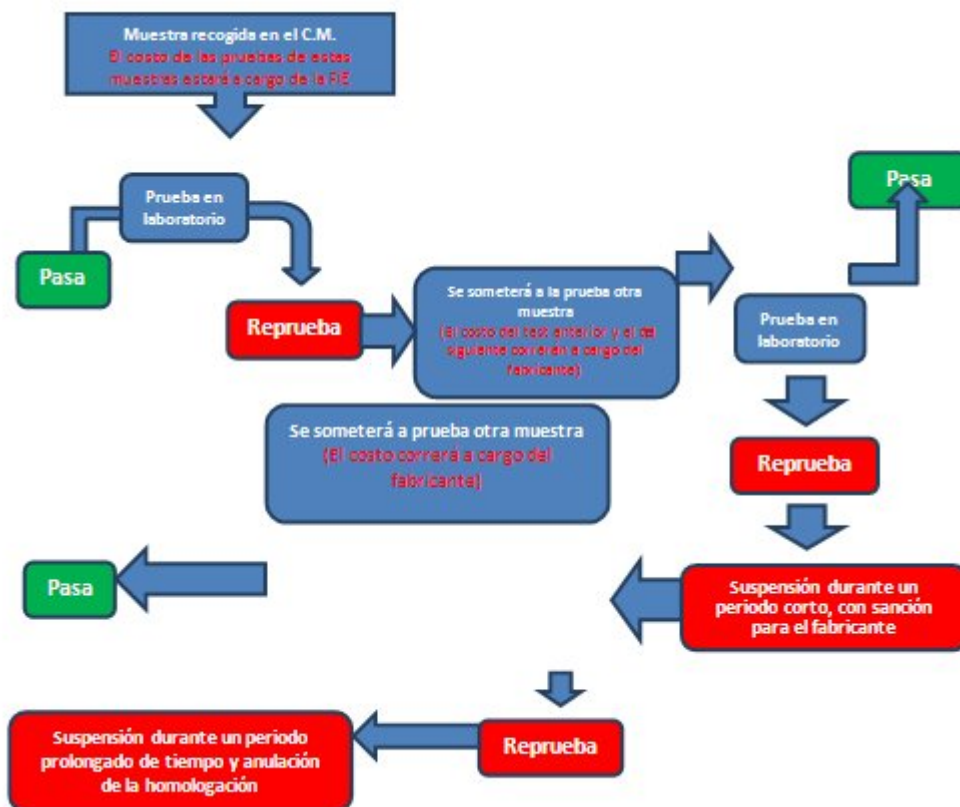 Muestra recogida en el C.M.
El costo de las pruebas de estas
muestras estará a cargo de la FIE
Prueba en
laboratorio
Pasa
Reprueba
Se someterá a la prueba otra
muestra
(El costo del test anterior y el del
siguiente correrán a cargo del
fabricante)
Prueba en
laboratorio
Pasa
Reprueba
Suspensión durante un
periodo corto, con sanción
para el fabricante
Se someterá a prueba otra muestra
(El costo correrá a cargo del
fabricante)
Pasa
Reprueba
Suspensión durante un periodo
prolongado de tiempo y anulación
de la homologación